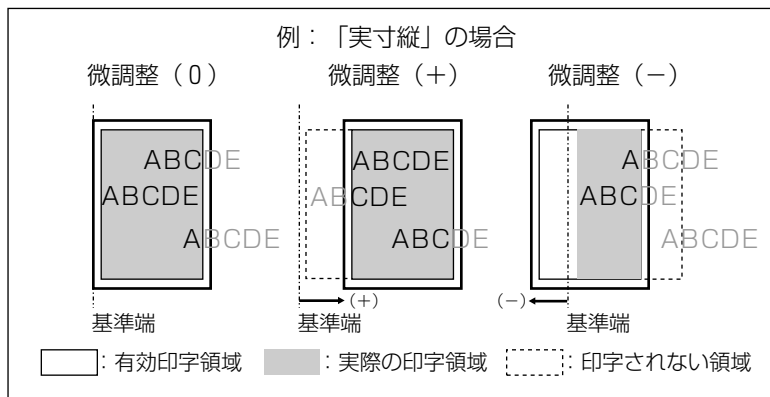 例：「実寸縦」の場合
微調整（０） 微調整（＋） 微調整（－）
ABCDE ABCDE ABCDE
ABCDE ABCDE ABCDE
ABCDE ABCDE ABCDE
(＋) (－)
基準端 基準端 基準端
：有効印字領域 ：実際の印字領域 ：印字されない領域